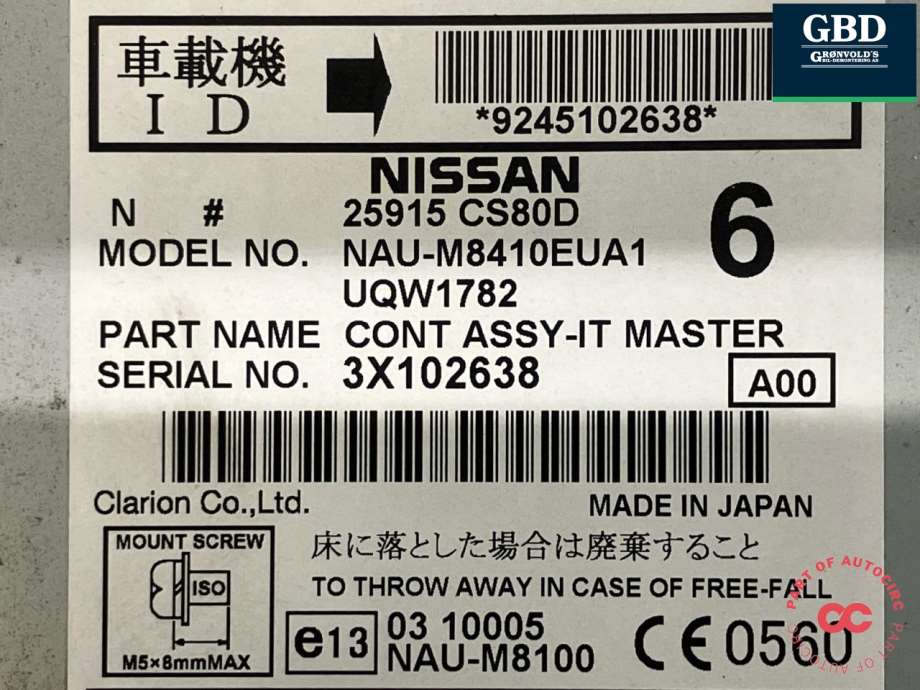 GBD
GRØNVOLD'S
BIL-DEMONTERING AS
車載機
ID
*9245102638*
NISSAN
N # 25915 CS80D
6
MODEL NO. NAU-M8410EUA1
UQW1782
PART NAME CONT ASSY-IT MASTER
SERIAL NO. 3X102638
A00
Clarion Co.,Ltd. MADE IN JAPAN
MOUNT SCREW
ISO
M5×8mmMAX
床に落とした場合は廃棄すること
TO THROW AWAY IN CASE OF FREE-FALL
e13 03 10005
NAU-M8100
CE 0560
PART OF AUTOCIRC PART OF AUTOCIRC